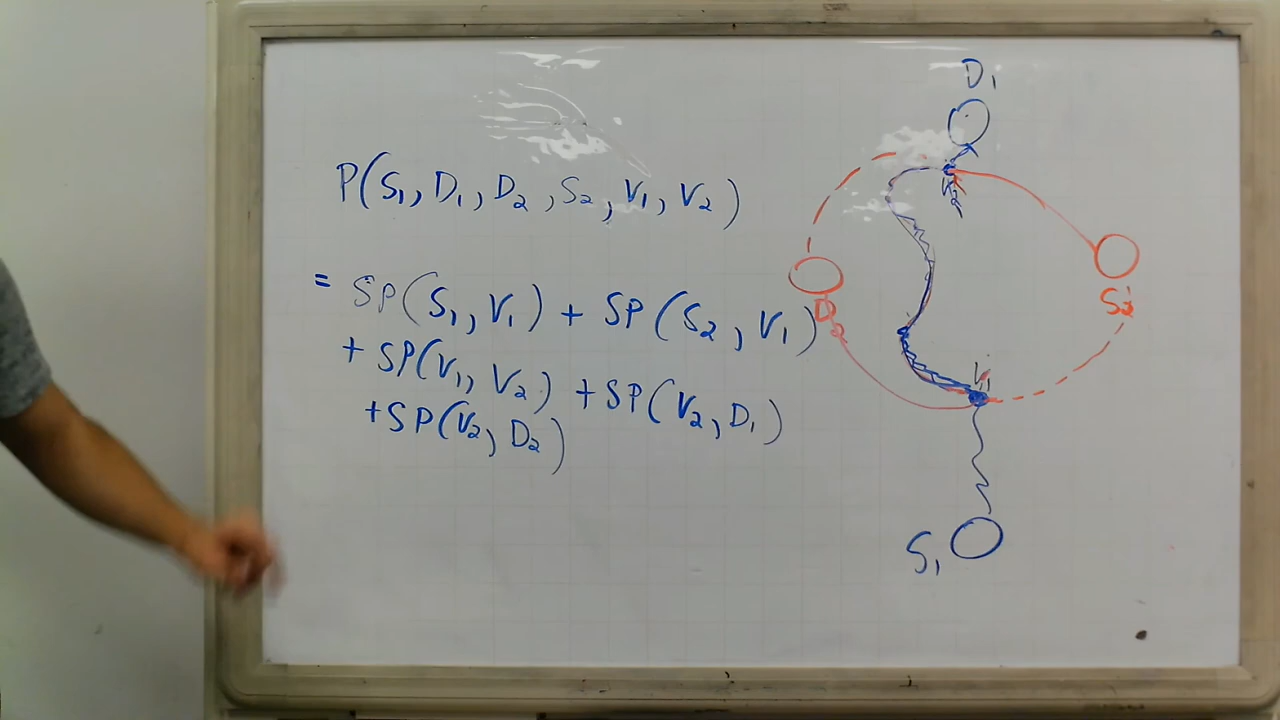 P(S₁, D₁, D₂, S₂, V₁, V₂)
= SP(S₁, V₁) + SP(S₂, V₁)
+ SP(V₁, V₂) + SP(V₂, D₁)
+ SP(V₂, D₂)
D₁
V₂
S₂
D₂
V₁
S₁